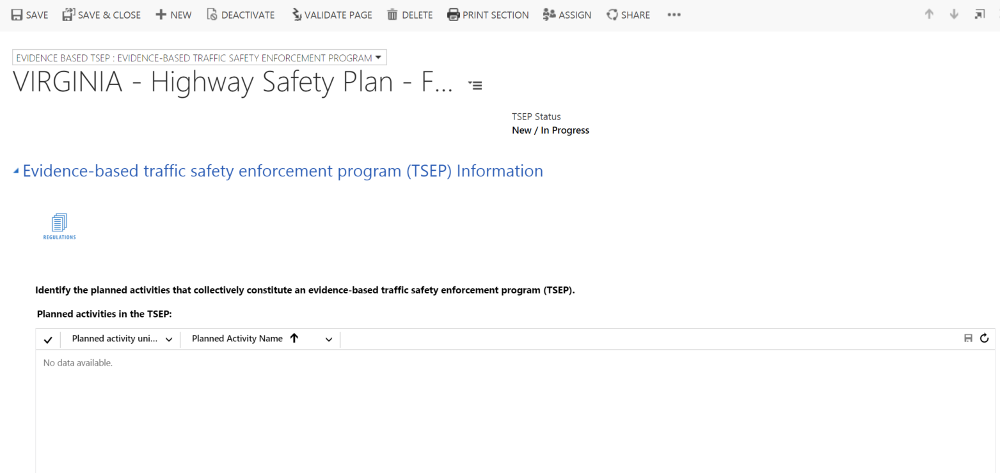 SAVE SAVE & CLOSE NEW DEACTIVATE VALIDATE PAGE DELETE PRINT SECTION ASSIGN SHARE •••
EVIDENCE BASED TSEP : EVIDENCE-BASED TRAFFIC SAFETY ENFORCEMENT PROGRAM
VIRGINIA - Highway Safety Plan - F...
TSEP Status
New / In Progress
Evidence-based traffic safety enforcement program (TSEP) Information
REGULATIONS
Identify the planned activities that collectively constitute an evidence-based traffic safety enforcement program (TSEP).
Planned activities in the TSEP:
Planned activity uni... Planned Activity Name
No data available.